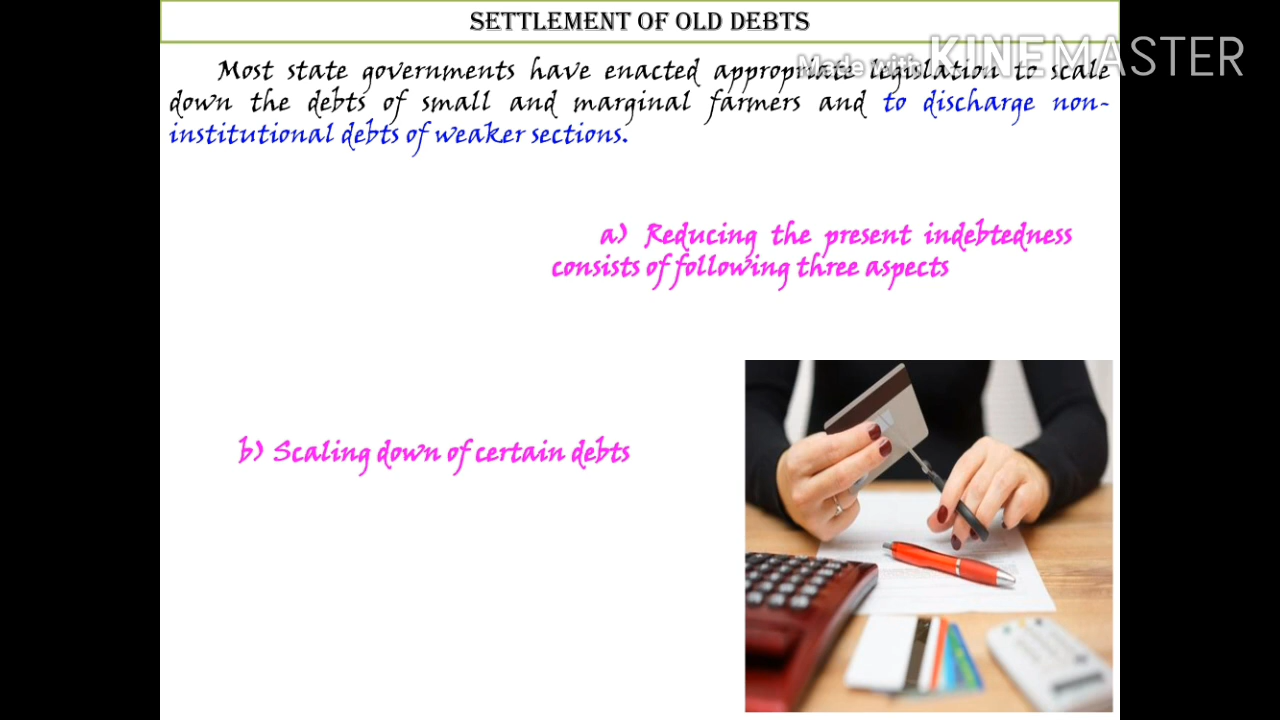 SETTLEMENT OF OLD DEBTS
Made with KINEMASTER
Most state governments have enacted appropriate legislation to scale
down the debts of small and marginal farmers and to discharge non-
institutional debts of weaker sections.
a) Reducing the present indebtedness
consists of following three aspects
b) Scaling down of certain debts